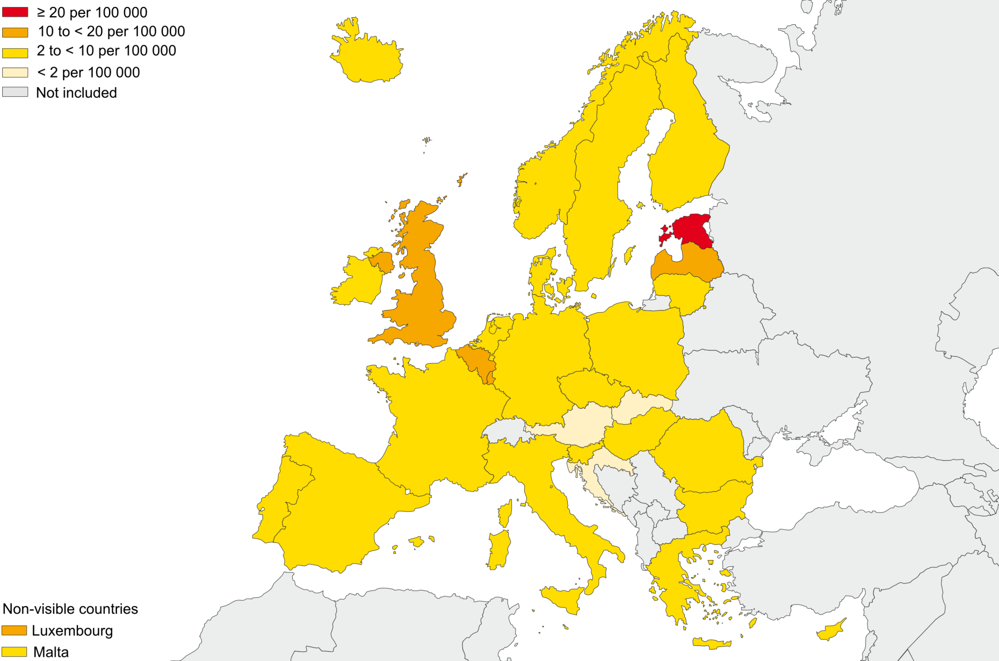 ≥ 20 per 100 000
10 to < 20 per 100 000
2 to < 10 per 100 000
< 2 per 100 000
Not included
Non-visible countries
Luxembourg
Malta